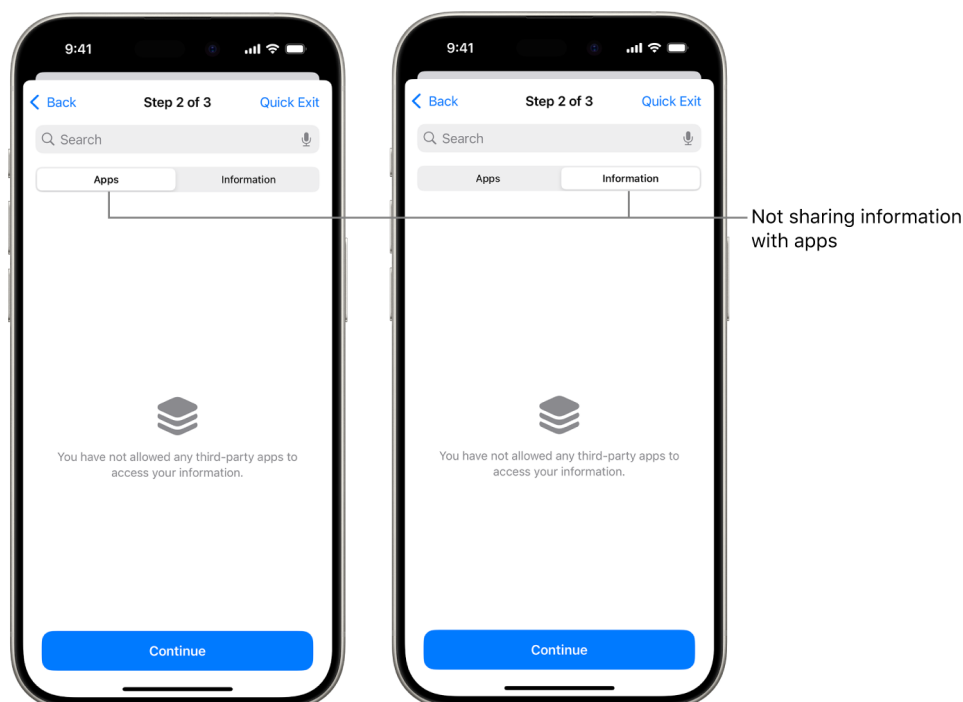 9:41
Back Step 2 of 3 Quick Exit
Search
Apps Information
You have not allowed any third-party apps to
access your information.
Continue
9:41
Back Step 2 of 3 Quick Exit
Search
Apps Information
You have not allowed any third-party apps to
access your information.
Continue
Not sharing information
with apps